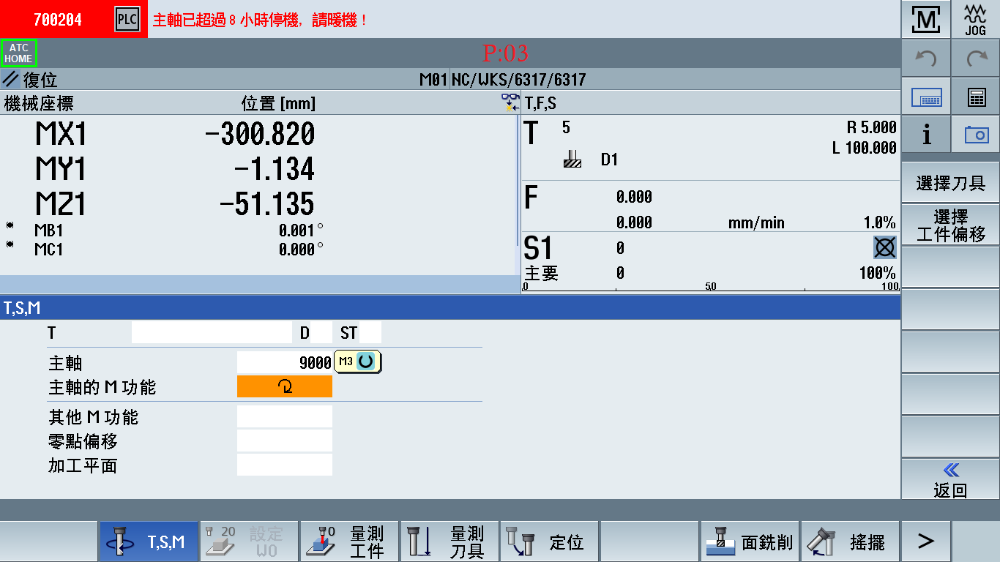 700204 PLC 主軸已超過 8 小時停機, 請暖機！
M
JOG
ATC
HOME
P:03
復位
M01 NC/WKS/6317/6317
機械座標 位置 [mm]
T,F,S
MX1 -300.820
MY1 -1.134
MZ1 -51.135
MB1 0.001°
MC1 0.000°
T 5 R 5.000
L 100.000
D1
F 0.000
0.000 mm/min 1.0%
S1 0
主要 0 100%
0 50 100
T,S,M
T D ST
主軸 9000 M3
主軸的 M 功能
其他 M 功能
零點偏移
加工平面
i
選擇刀具
選擇
工件偏移
«
返回
T,S,M
20
設定
WO
0
量測
工件
量測
刀具
定位
面銑削
搖擺
>